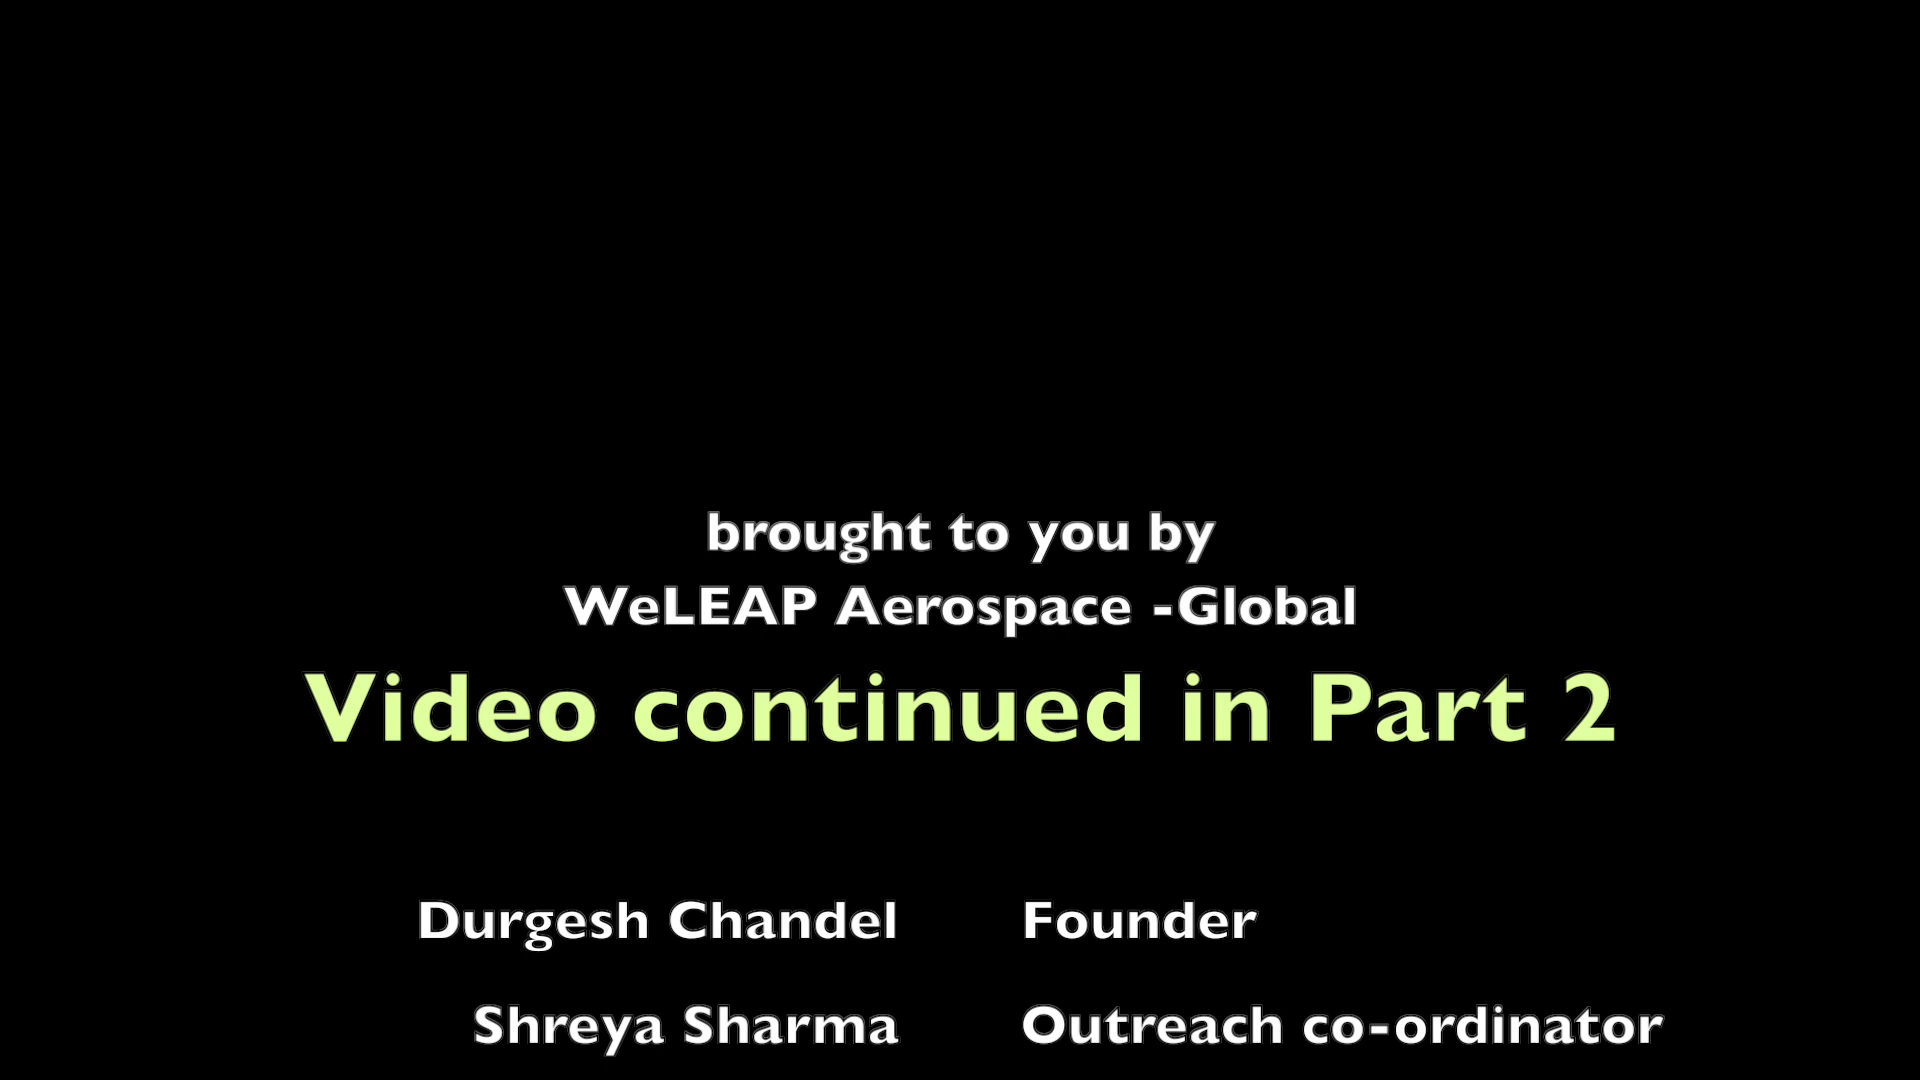 brought to you by
WeLEAP Aerospace -Global
Video continued in Part 2
Durgesh Chandel Founder
Shreya Sharma Outreach co-ordinator